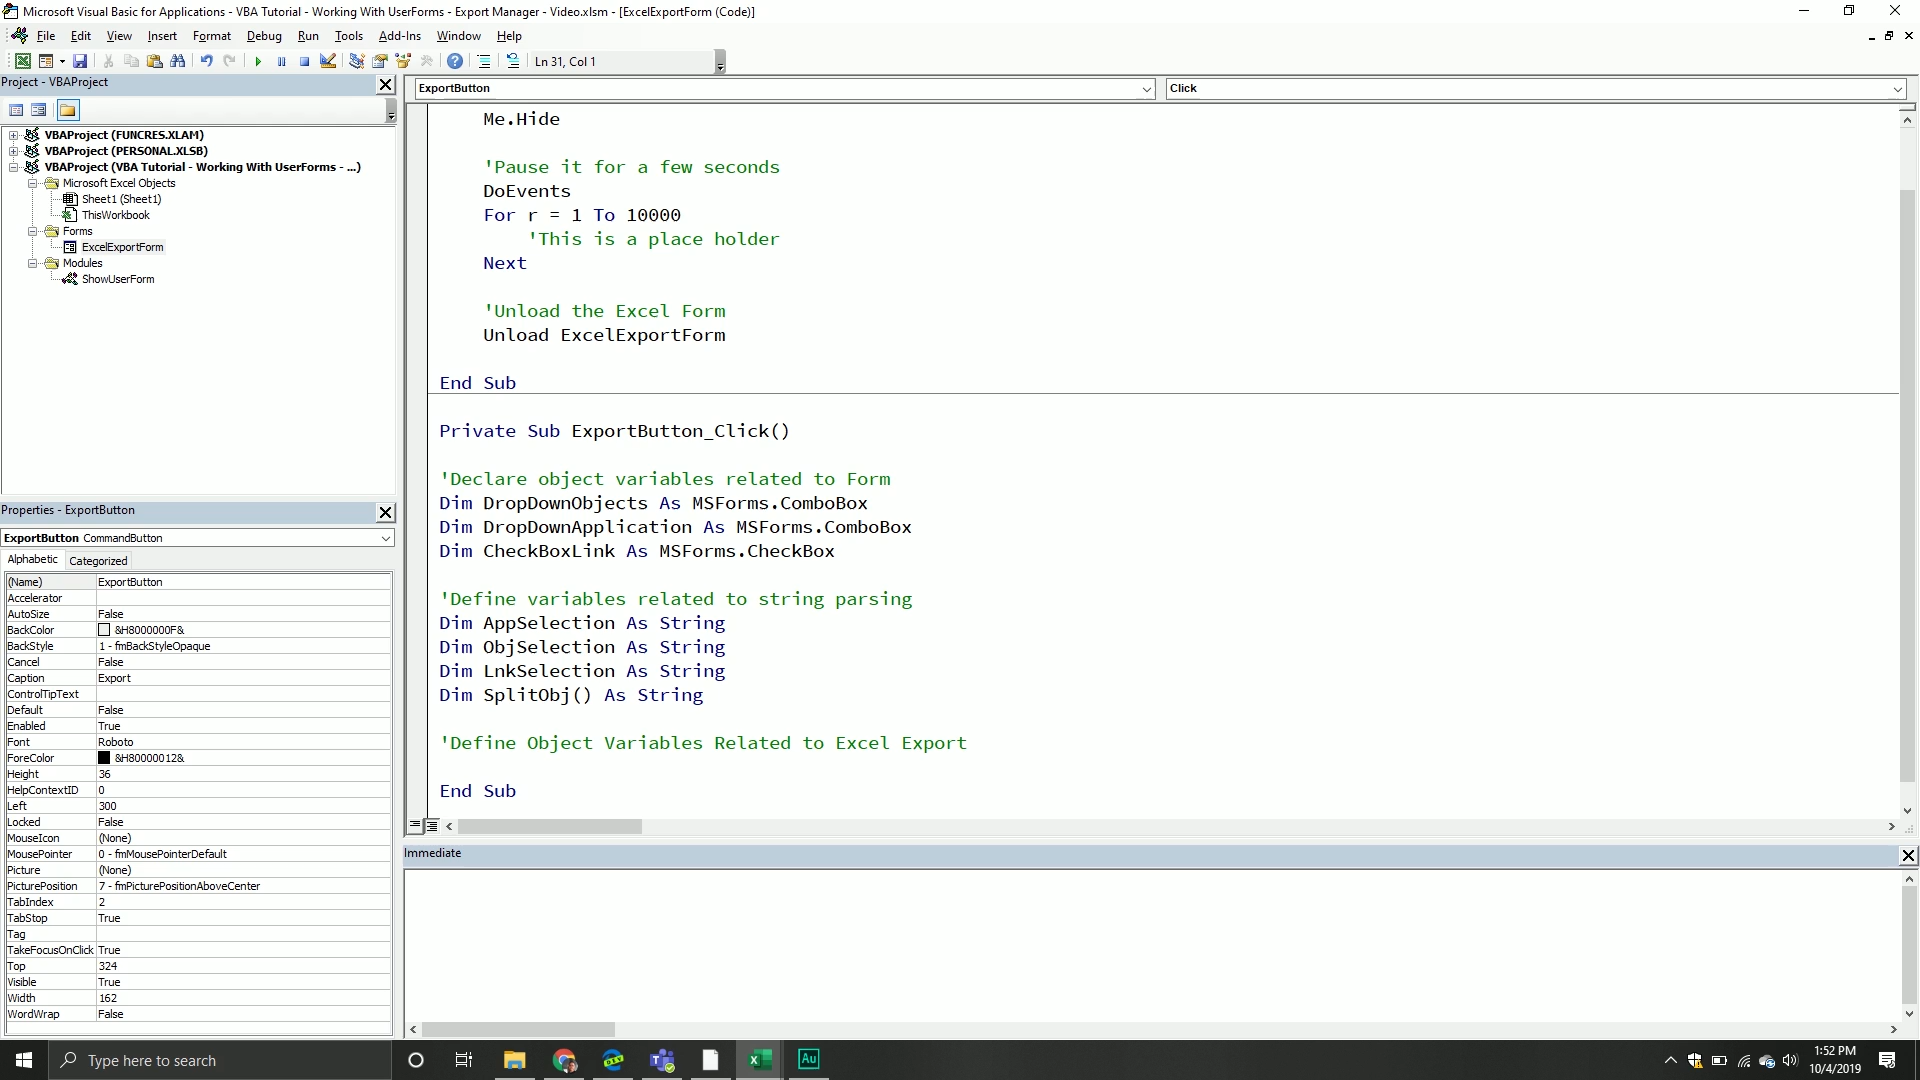 Microsoft Visual Basic for Applications - VBA Tutorial - Working With UserForms - Export Manager - Video.xlsm - [ExcelExportForm (Code)]
File Edit View Insert Format Debug Run Tools Add-Ins Window Help
Ln 31, Col 1
Project - VBAProject
VBAProject (FUNCRES.XLAM)
VBAProject (PERSONAL.XLSB)
VBAProject (VBA Tutorial - Working With UserForms - ...)
Microsoft Excel Objects
Sheet1 (Sheet1)
ThisWorkbook
Forms
ExcelExportForm
Modules
ShowUserForm
Properties - ExportButton
ExportButton CommandButton
Alphabetic Categorized
(Name) ExportButton
Accelerator
AutoSize False
BackColor &H8000000F&
BackStyle 1 - fmBackStyleOpaque
Cancel False
Caption Export
ControlTipText
Default False
Enabled True
Font Roboto
ForeColor &H80000012&
Height 36
HelpContextID 0
Left 300
Locked False
MouseIcon (None)
MousePointer 0 - fmMousePointerDefault
Picture (None)
PicturePosition 7 - fmPicturePositionAboveCenter
TabIndex 2
TabStop True
Tag
TakeFocusOnClick True
Top 324
Visible True
Width 162
WordWrap False
ExportButton Click
Me.Hide
'Pause it for a few seconds
DoEvents
For r = 1 To 10000
'This is a place holder
Next
'Unload the Excel Form
Unload ExcelExportForm
End Sub
Private Sub ExportButton_Click()
'Declare object variables related to Form
Dim DropDownObjects As MSForms.ComboBox
Dim DropDownApplication As MSForms.ComboBox
Dim CheckBoxLink As MSForms.CheckBox
'Define variables related to string parsing
Dim AppSelection As String
Dim ObjSelection As String
Dim LnkSelection As String
Dim SplitObj() As String
'Define Object Variables Related to Excel Export
End Sub
Immediate
Type here to search
Au
1:52 PM
10/4/2019